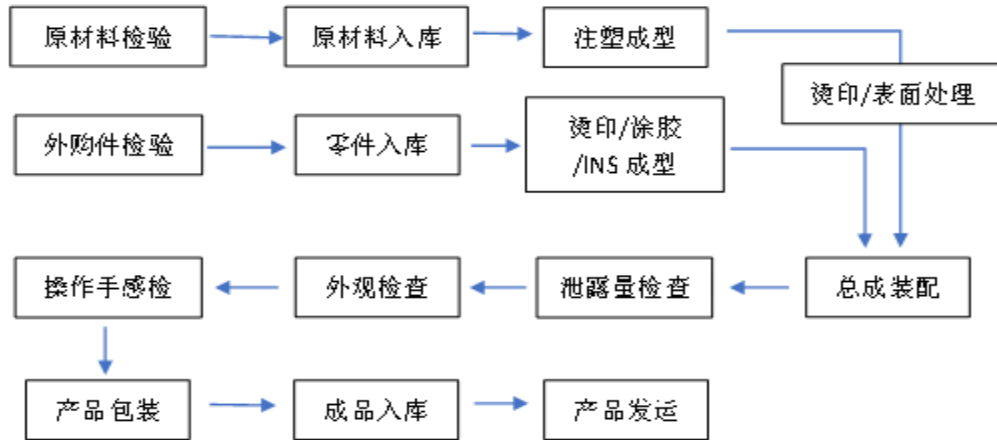 原材料检验
原材料入库
注塑成型
烫印/表面处理
外购件检验
零件入库
烫印/涂胶
/INS 成型
操作手感检
外观检查
泄露量检查
总成装配
产品包装
成品入库
产品发运